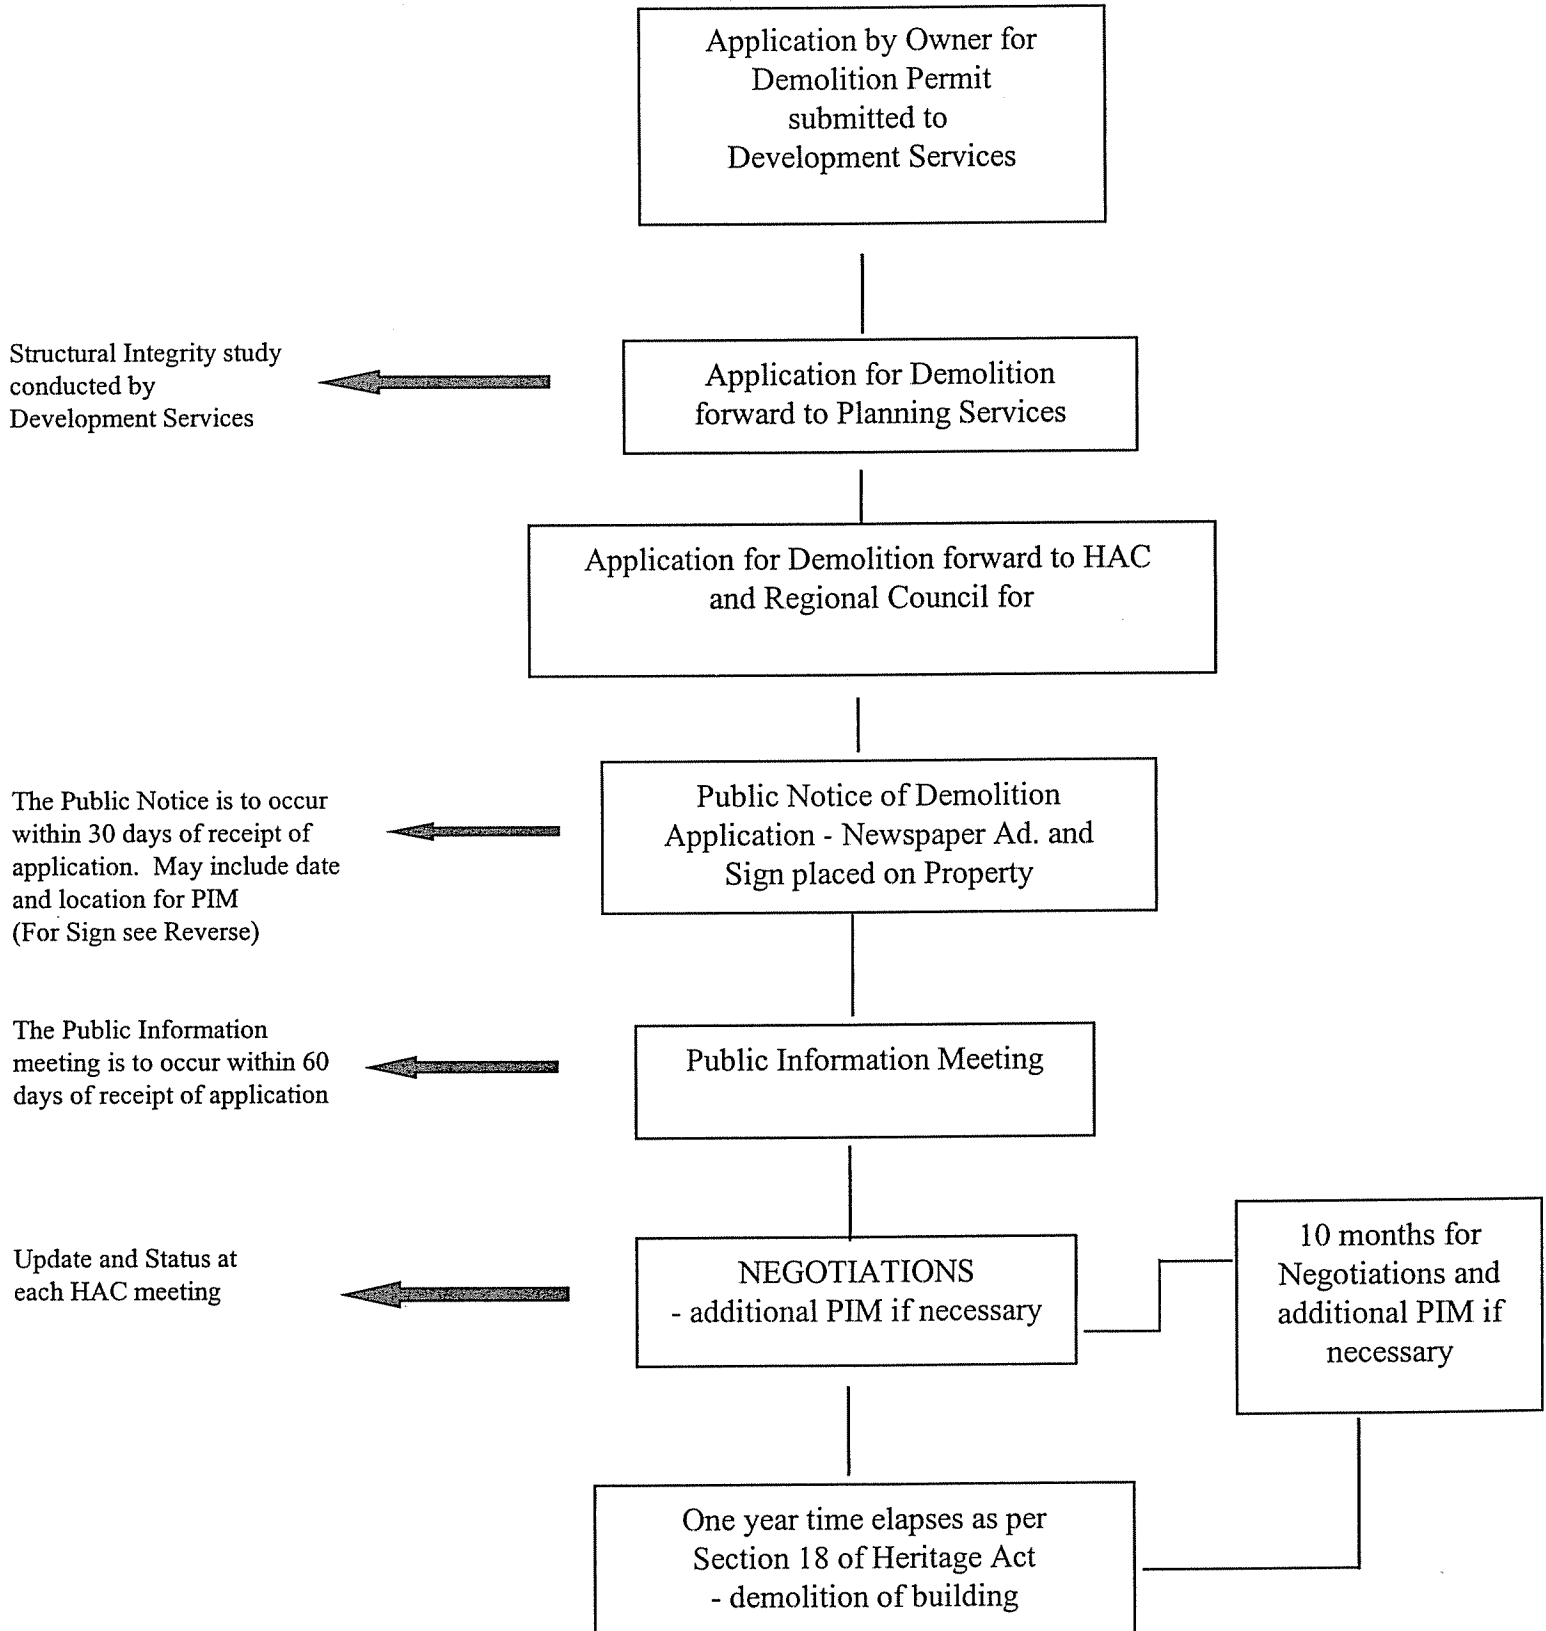 Application by Owner for
Demolition Permit
submitted to
Development Services
Structural Integrity study
conducted by
Development Services
Application for Demolition
forward to Planning Services
Application for Demolition forward to HAC
and Regional Council for
The Public Notice is to occur
within 30 days of receipt of
application. May include date
and location for PIM
(For Sign see Reverse)
Public Notice of Demolition
Application - Newspaper Ad. and
Sign placed on Property
The Public Information
meeting is to occur within 60
days of receipt of application
Public Information Meeting
Update and Status at
each HAC meeting
NEGOTIATIONS
- additional PIM if necessary
10 months for
Negotiations and
additional PIM if
necessary
One year time elapses as per
Section 18 of Heritage Act
- demolition of building